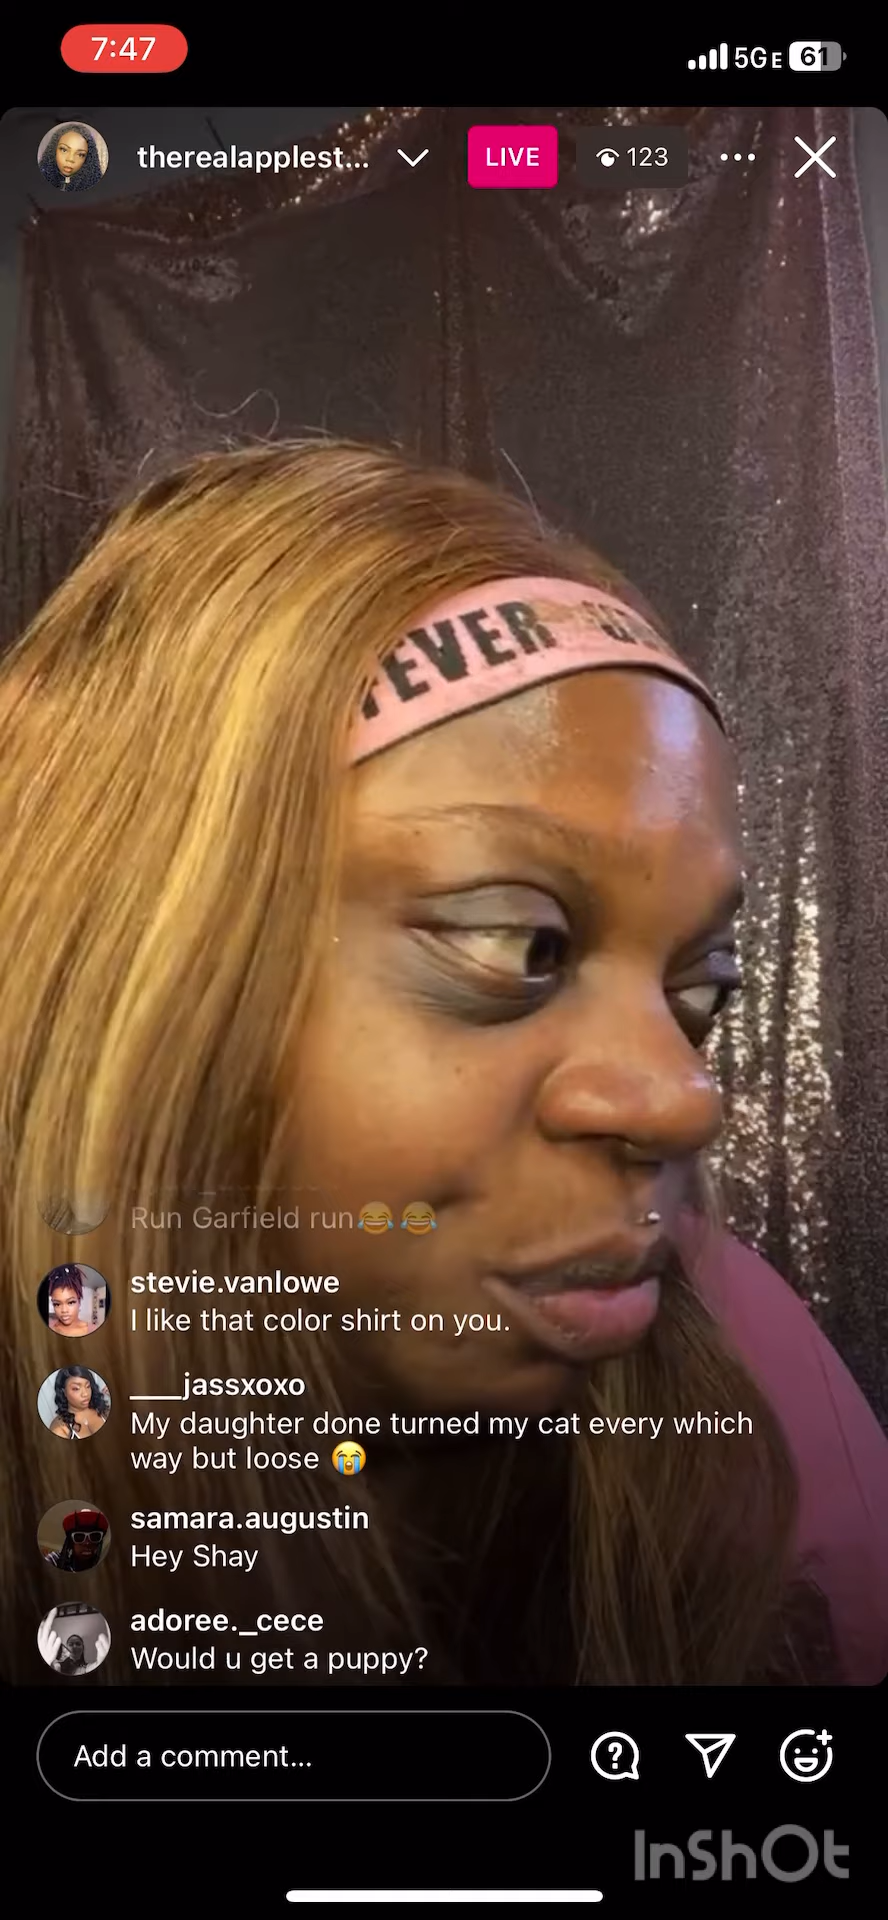 7:47
5GE 61
therealapplest...
LIVE
123
EVER
Run Garfield run😂😂
stevie.vanlowe
I like that color shirt on you.
____jassxoxo
My daughter done turned my cat every which
way but loose 😭
samara.augustin
Hey Shay
adoree._cece
Would u get a puppy?
Add a comment...
InShOt